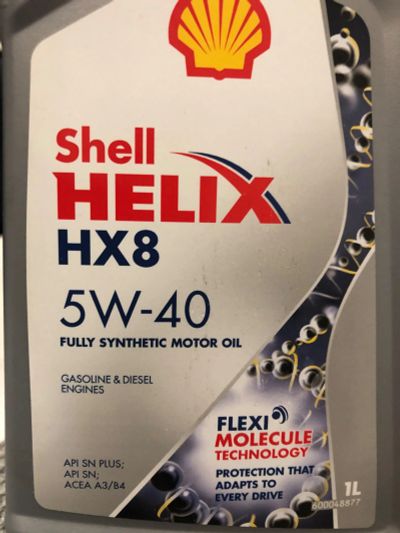 Shell
HELIX
HX8
5W-40
FULLY SYNTHETIC MOTOR OIL
GASOLINE & DIESEL
ENGINES
API SN PLUS;
API SN;
ACEA A3/B4
FLEXI
MOLECULE
TECHNOLOGY
PROTECTION THAT
ADAPTS TO
EVERY DRIVE
1L
600048877